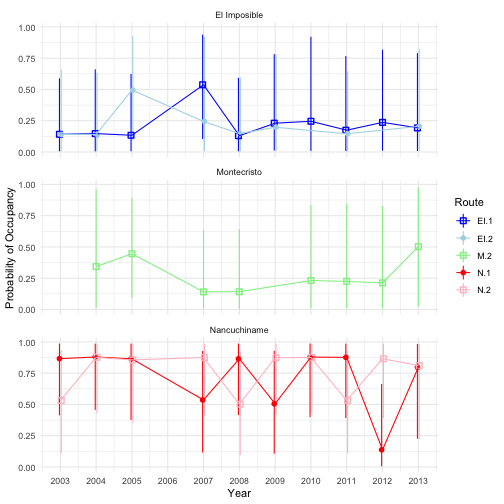 El Imposible
1.00
0.75
0.50
0.25
0.00
Montecristo
1.00
0.75
0.50
0.25
0.00
Nancuchiname
1.00
0.75
0.50
0.25
0.00
2003 2004 2005 2006 2007 2008 2009 2010 2011 2012 2013
Year
Probability of Occupancy
Route
EI.1
EI.2
M.2
N.1
N.2